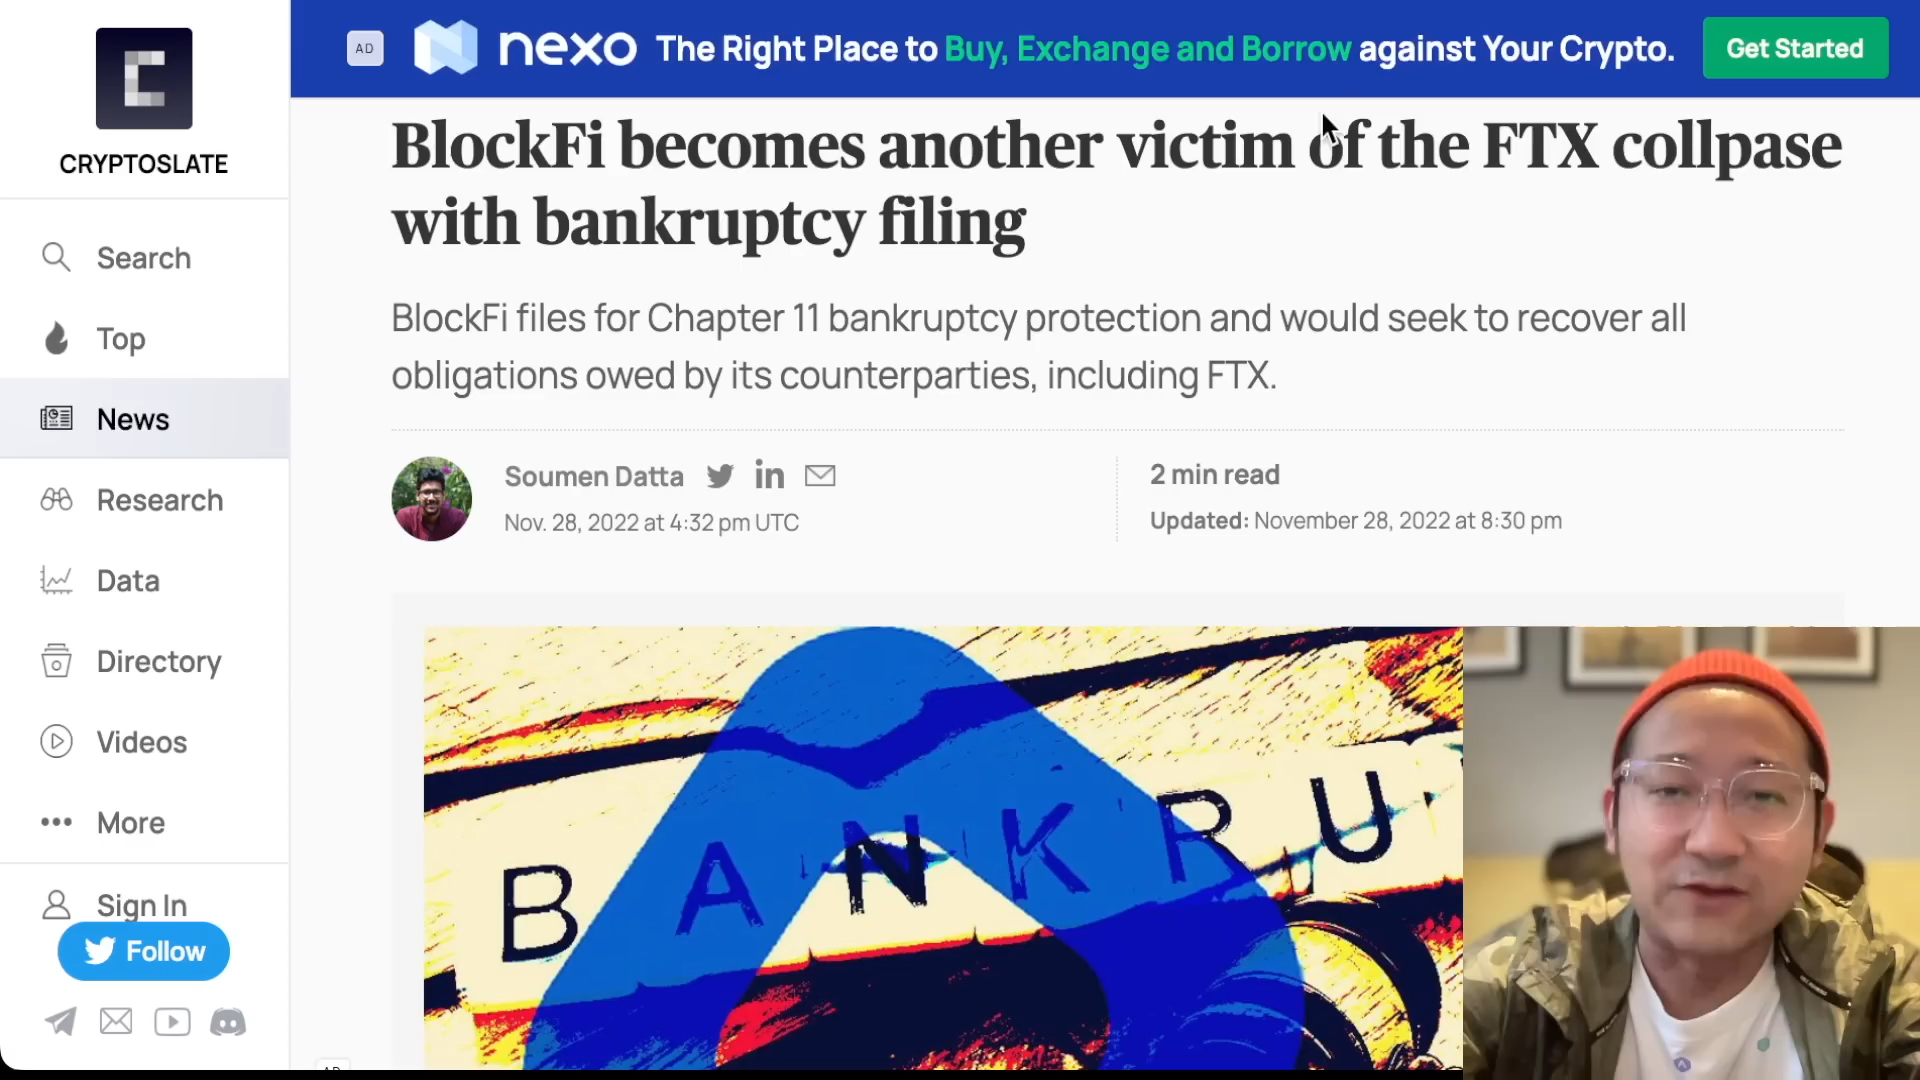 CRYPTOSLATE
Search
Top
News
Research
Data
Directory
Videos
More
Sign In
Follow
AD
nexo
The Right Place to Buy, Exchange and Borrow against Your Crypto.
Get Started
BlockFi becomes another victim of the FTX collpase
with bankruptcy filing
BlockFi files for Chapter 11 bankruptcy protection and would seek to recover all
obligations owed by its counterparties, including FTX.
Soumen Datta
Nov. 28, 2022 at 4:32 pm UTC
2 min read
Updated: November 28, 2022 at 8:30 pm
BANKRU